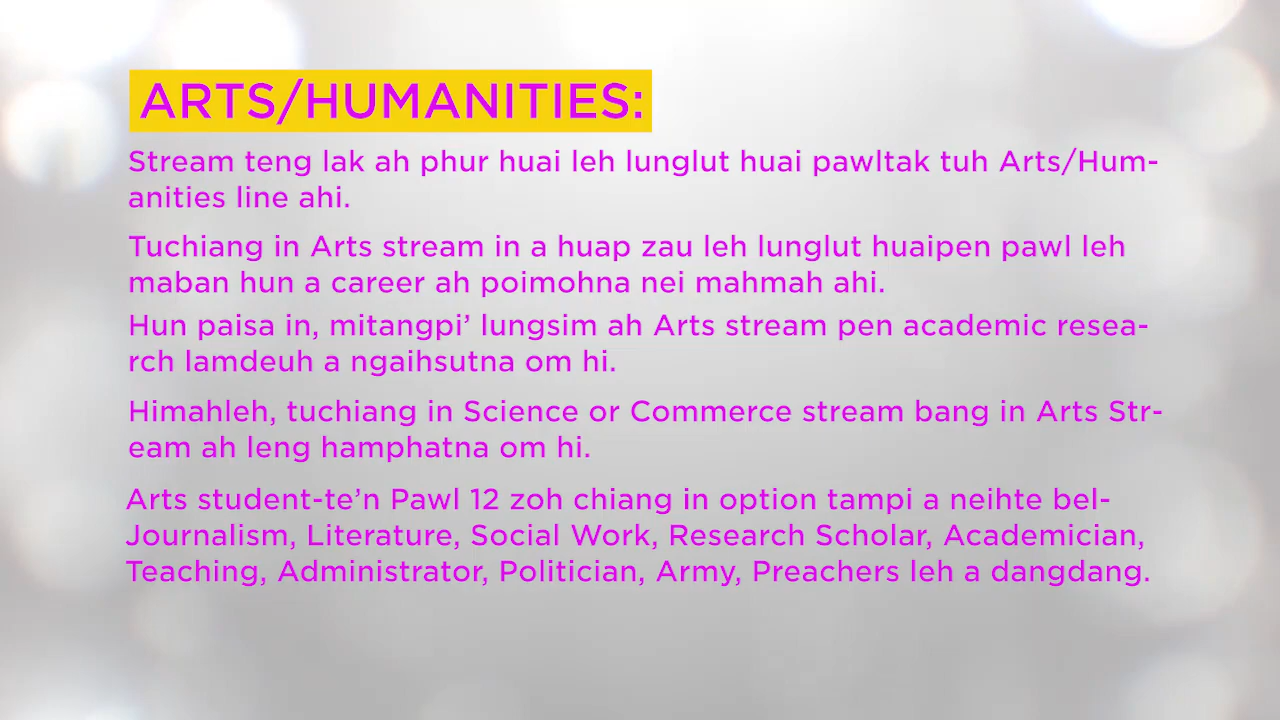 ARTS/HUMANITIES:
Stream teng lak ah phur huai leh lunglut huai pawltak tuh Arts/Hum-
anities line ahi.
Tuchiang in Arts stream in a huap zau leh lunglut huaipen pawl leh
maban hun a career ah poimohna nei mahmah ahi.
Hun paisa in, mitangpi’ lungsim ah Arts stream pen academic resea-
rch lamdeuh a ngaihsutna om hi.
Himahleh, tuchiang in Science or Commerce stream bang in Arts Str-
eam ah leng hamphatna om hi.
Arts student-te’n Pawl 12 zoh chiang in option tampi a neihte bel-
Journalism, Literature, Social Work, Research Scholar, Academician,
Teaching, Administrator, Politician, Army, Preachers leh a dangdang.